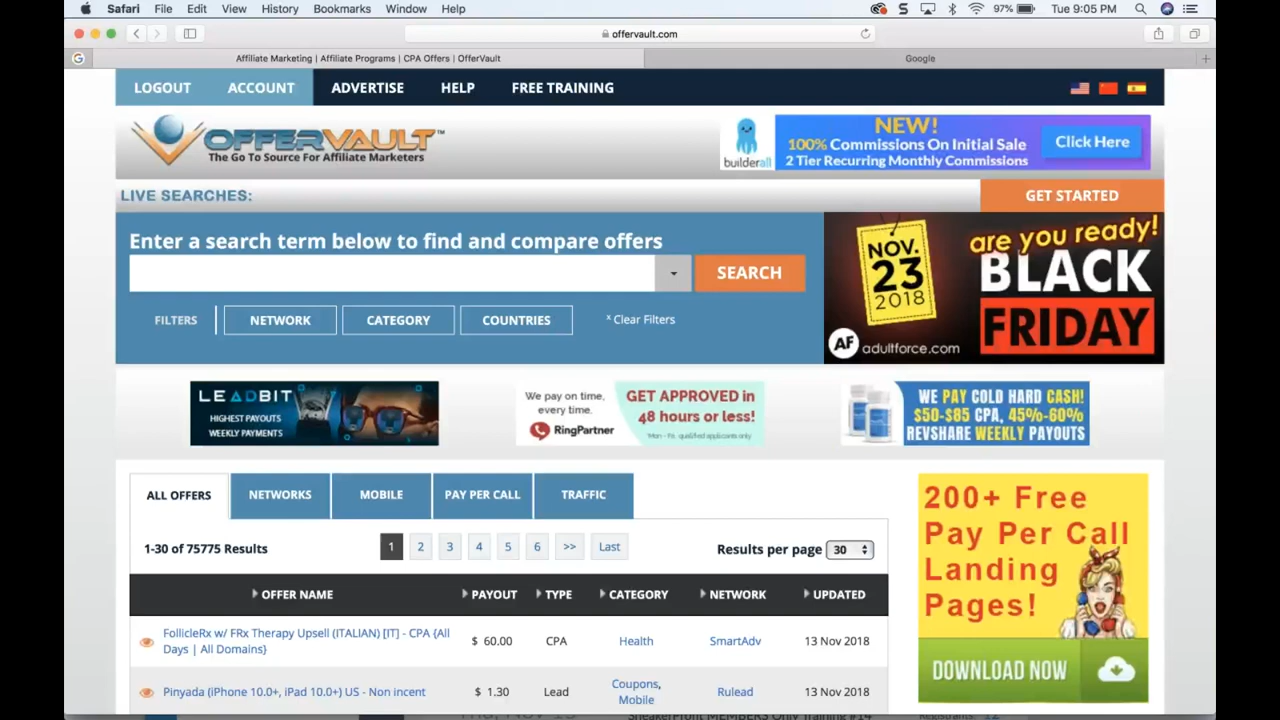 Safari File Edit View History Bookmarks Window Help 97% Tue 9:05 PM
offervault.com
Affiliate Marketing | Affiliate Programs | CPA Offers | OfferVault Google
LOGOUT ACCOUNT ADVERTISE HELP FREE TRAINING
OFFERVAULT™
The Go To Source For Affiliate Marketers
builderall
NEW!
100% Commissions On Initial Sale
2 Tier Recurring Monthly Commissions
Click Here
LIVE SEARCHES:
GET STARTED
Enter a search term below to find and compare offers
SEARCH
FILTERS NETWORK CATEGORY COUNTRIES x Clear Filters
NOV.
23
2018
are you ready!
BLACK
FRIDAY
AF adultforce.com
LEADBIT
HIGHEST PAYOUTS
WEEKLY PAYMENTS
We pay on time,
every time.
RingPartner
GET APPROVED in
48 hours or less!
*Mon - Fri qualified applicants only
WE PAY COLD HARD CASH!
$50-$85 CPA, 45%-60%
REVSHARE WEEKLY PAYOUTS
ALL OFFERS NETWORKS MOBILE PAY PER CALL TRAFFIC
1-30 of 75775 Results 1 2 3 4 5 6 >> Last Results per page 30
OFFER NAME PAYOUT TYPE CATEGORY NETWORK UPDATED
FollicleRx w/ FRx Therapy Upsell (ITALIAN) [IT] - CPA {All
Days | All Domains} $ 60.00 CPA Health SmartAdv 13 Nov 2018
Pinyada (iPhone 10.0+, iPad 10.0+) US - Non incent $ 1.30 Lead Coupons,
Mobile Rulead 13 Nov 2018
200+ Free
Pay Per Call
Landing
Pages!
DOWNLOAD NOW